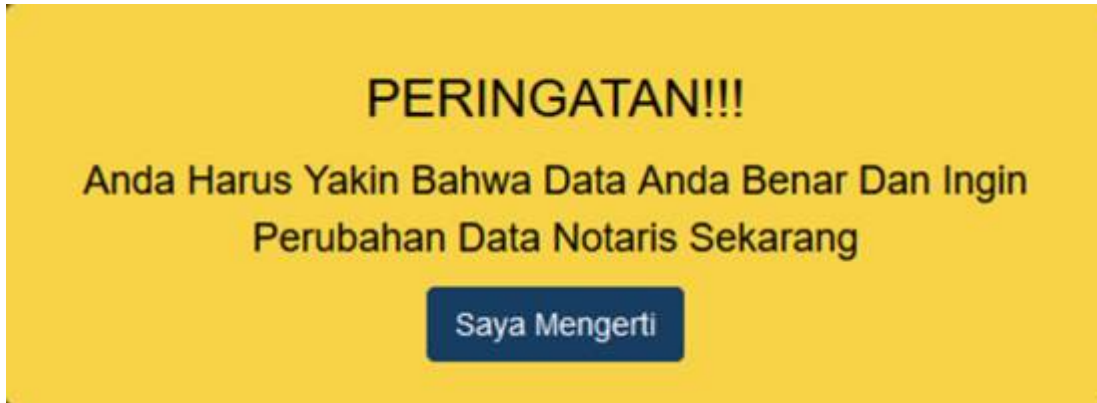 PERINGATAN!!!
Anda Harus Yakin Bahwa Data Anda Benar Dan Ingin
Perubahan Data Notaris Sekarang
Saya Mengerti